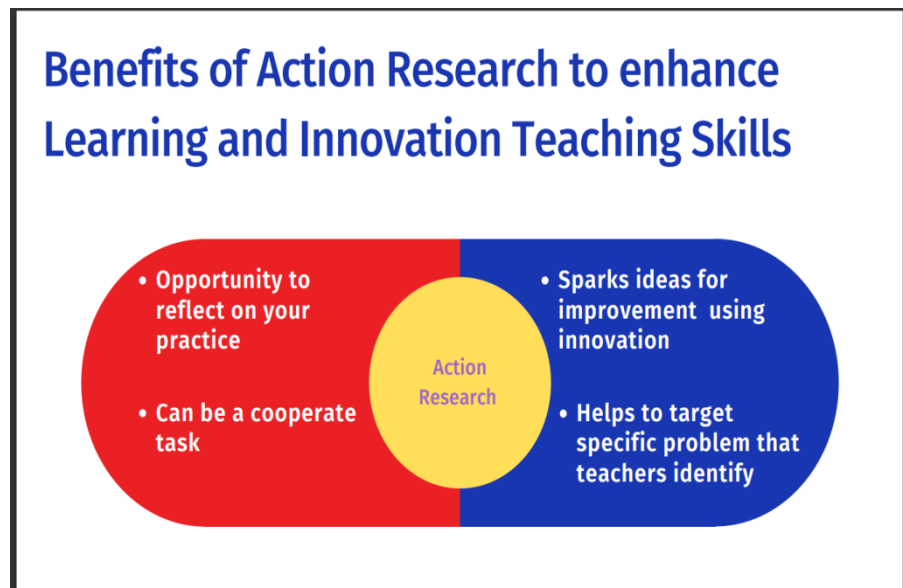 Benefits of Action Research to enhance
Learning and Innovation Teaching Skills
• Opportunity to
reflect on your
practice
• Can be a cooperate
task
Action
Research
• Sparks ideas for
improvement using
innovation
• Helps to target
specific problem that
teachers identify